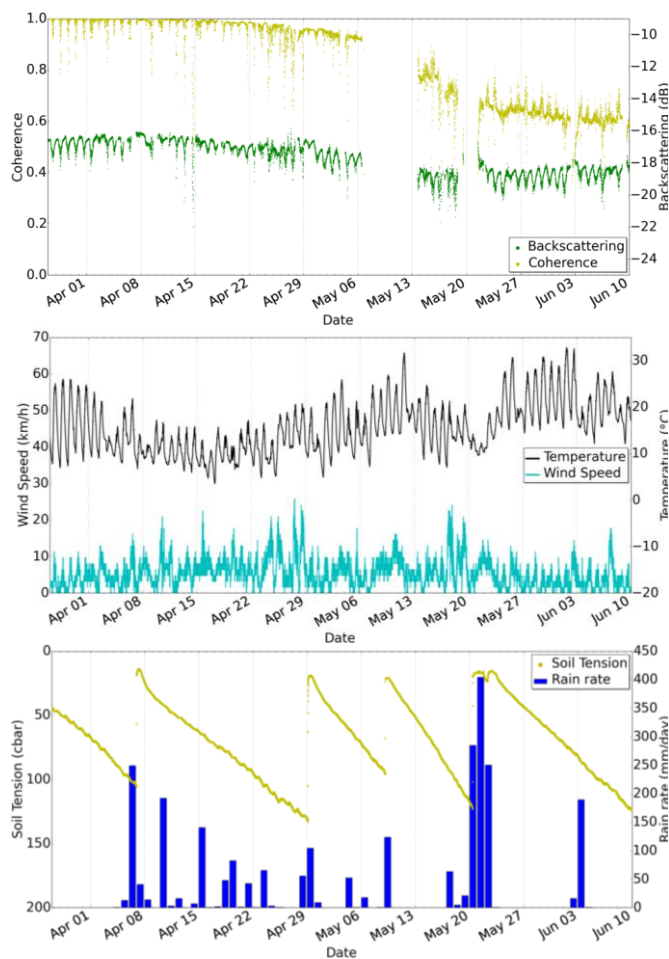 1.0
0.8
0.6
0.4
0.2
0.0
Coherence
−10
−12
−14
−16
−18
−20
−22
−24
Backscattering (dB)
Backscattering
Coherence
Apr 01 Apr 08 Apr 15 Apr 22 Apr 29 May 06 May 13 May 20 May 27 Jun 03 Jun 10
Date
70
60
50
40
30
20
10
0
Wind Speed (km/h)
30
20
10
0
−10
−20
Temperature (°C)
Temperature
Wind Speed
Apr 01 Apr 08 Apr 15 Apr 22 Apr 29 May 06 May 13 May 20 May 27 Jun 03 Jun 10
Date
0
50
100
150
200
Soil Tension (cbar)
450
400
350
300
250
200
150
100
50
0
Rain rate (mm/day)
Soil Tension
Rain rate
Apr 01 Apr 08 Apr 15 Apr 22 Apr 29 May 06 May 13 May 20 May 27 Jun 03 Jun 10
Date